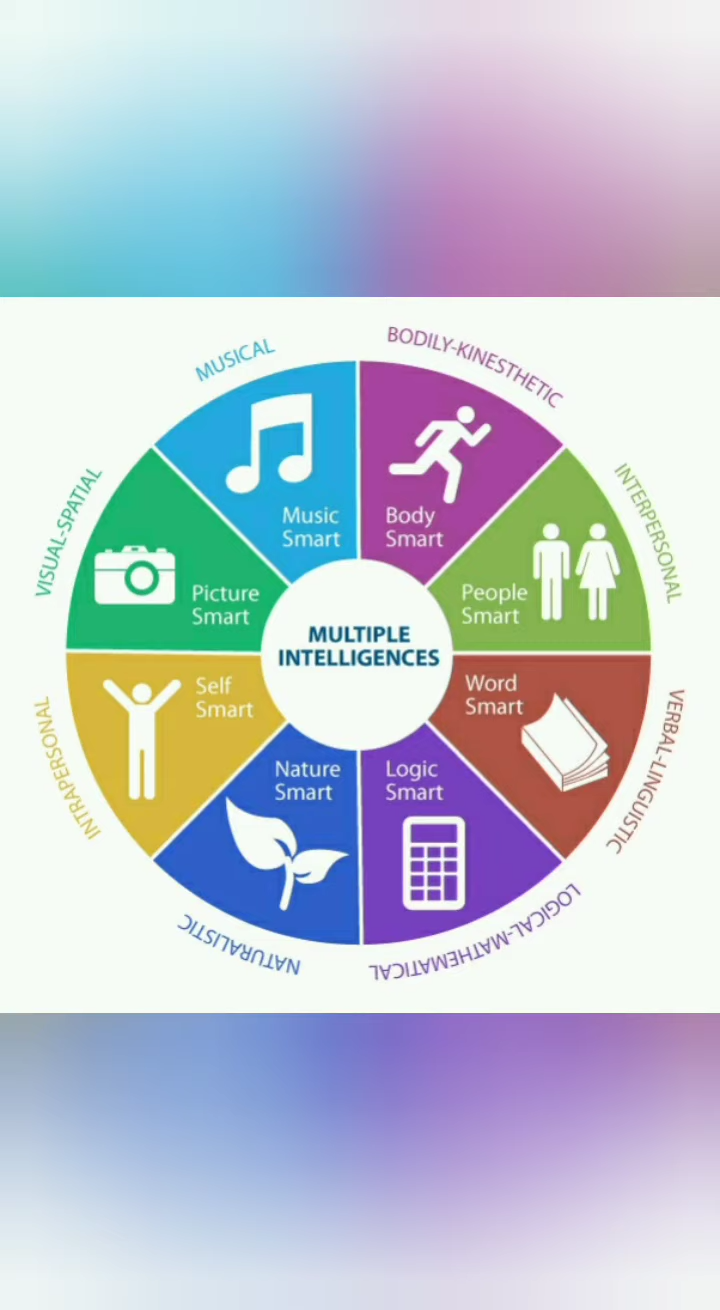 MUSICAL
BODILY-KINESTHETIC
INTERPERSONAL
VERBAL-LINGUISTIC
LOGICAL-MATHEMATICAL
NATURALISTIC
INTRAPERSONAL
VISUAL-SPATIAL
Music
Smart
Body
Smart
People
Smart
Word
Smart
Logic
Smart
Nature
Smart
Self
Smart
Picture
Smart
MULTIPLE
INTELLIGENCES